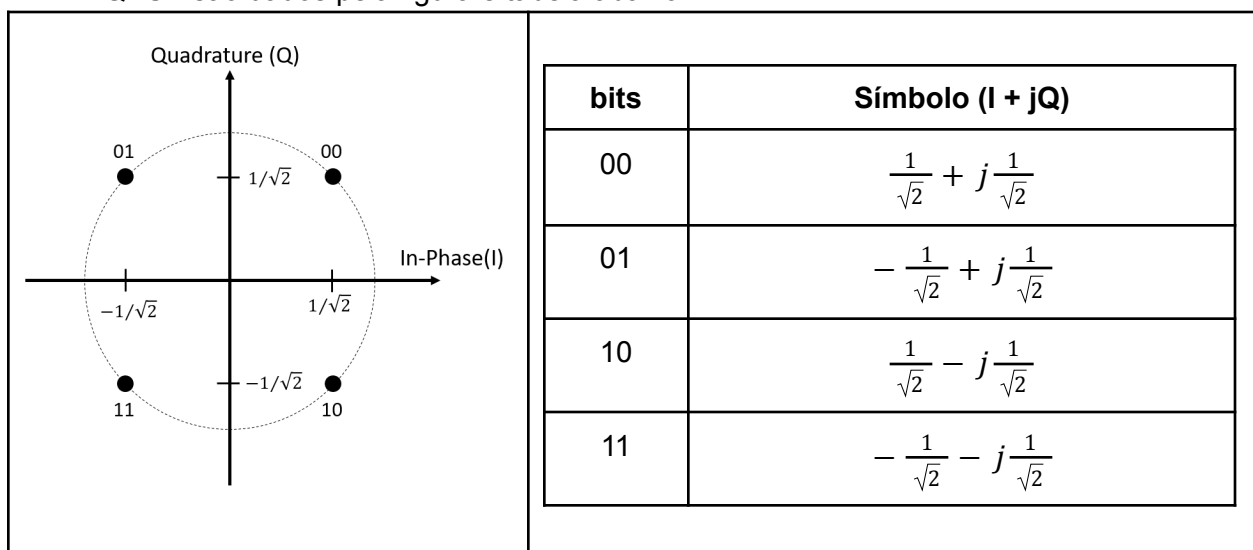 Quadrature (Q)
01
00
1/√2
In-Phase(I)
−1/√2
1/√2
−1/√2
11
10
bits
Símbolo (I + jQ)
00
1/√2 + j 1/√2
01
− 1/√2 + j 1/√2
10
1/√2 − j 1/√2
11
− 1/√2 − j 1/√2